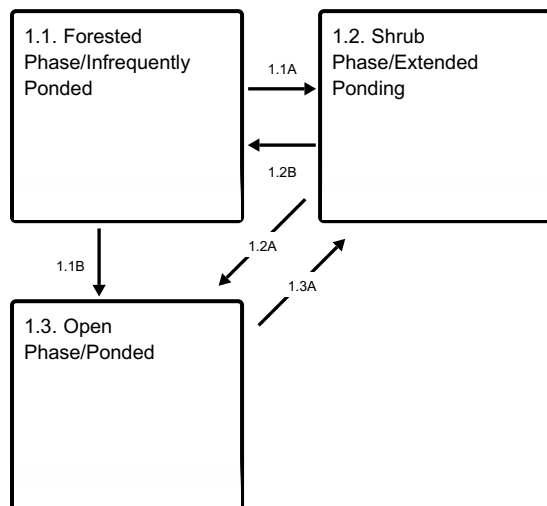 1.1. Forested
Phase/Infrequently
Ponded
1.1A
1.2. Shrub
Phase/Extended
Ponding
1.2B
1.1B
1.2A
1.3A
1.3. Open
Phase/Ponded